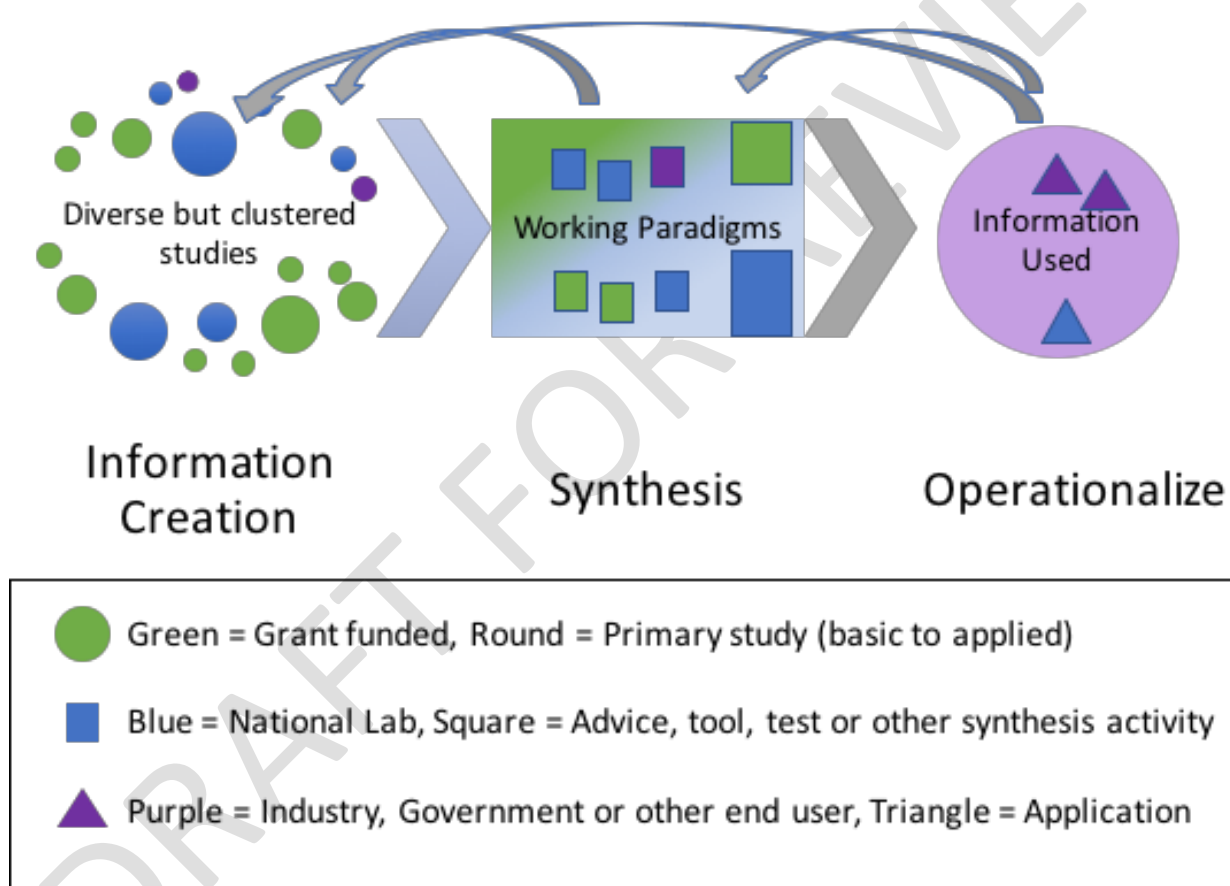 Diverse but clustered
studies
Working Paradigms
Information
Used
Information
Creation
Synthesis
Operationalize
Green = Grant funded, Round = Primary study (basic to applied)
Blue = National Lab, Square = Advice, tool, test or other synthesis activity
Purple = Industry, Government or other end user, Triangle = Application
DRAFT FOR REVIE